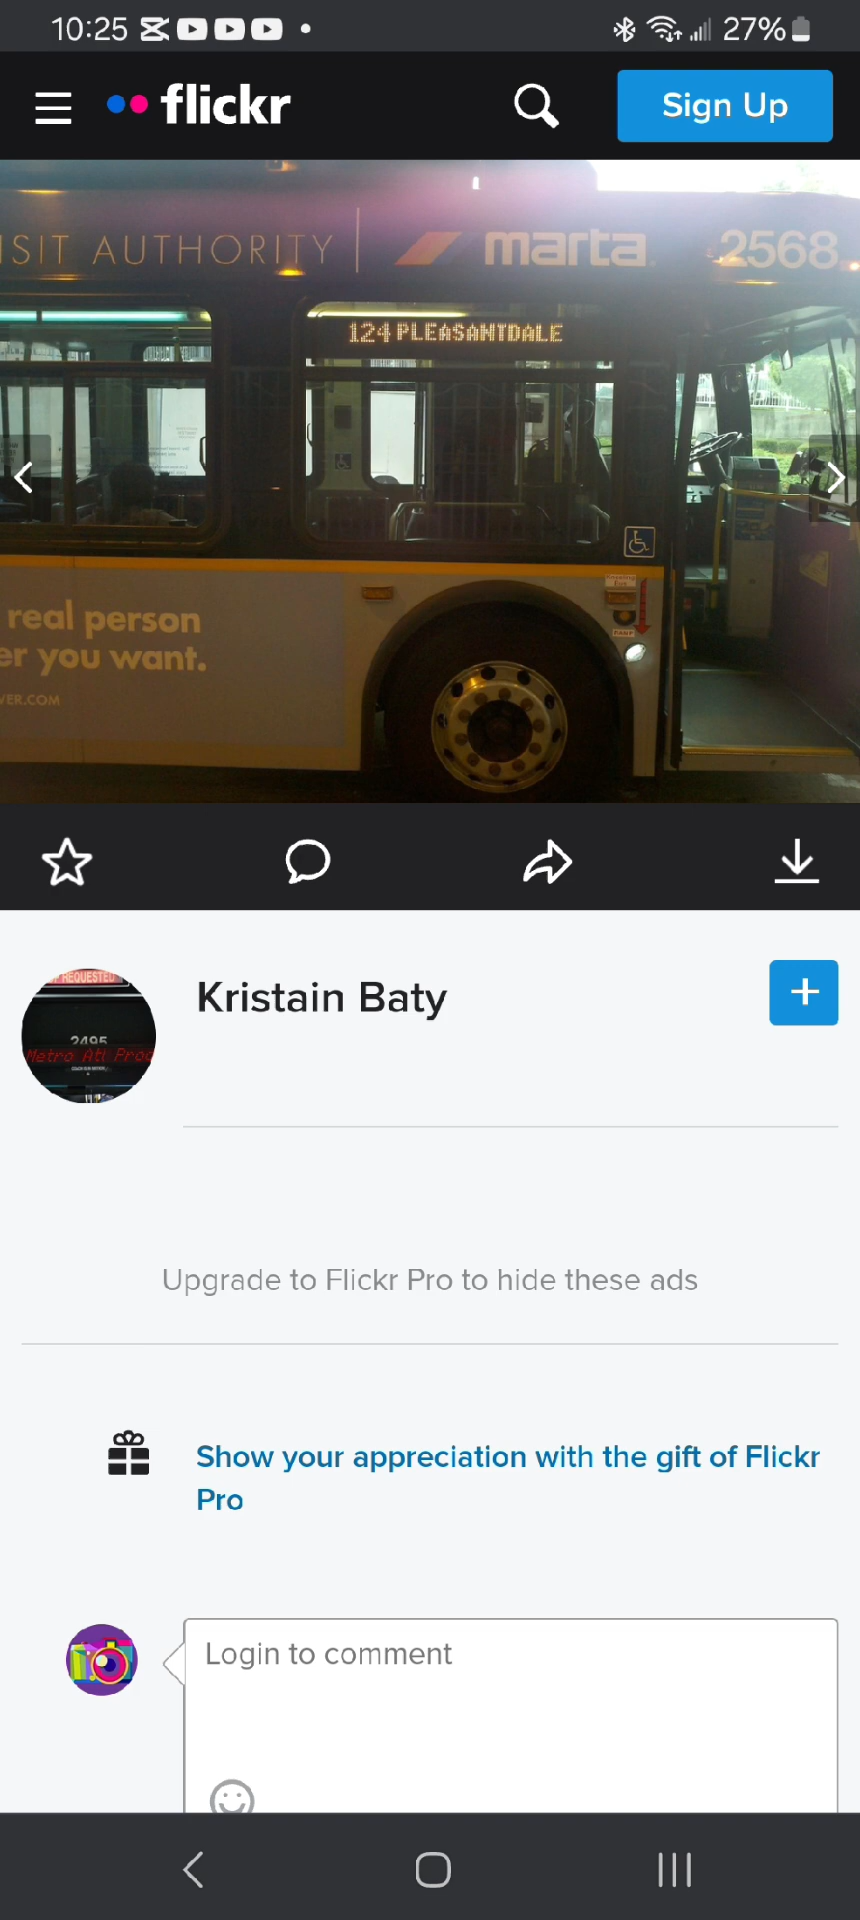 10:25
27%
flickr
Sign Up
SIT AUTHORITY | marta 2568
124 PLEASANTDALE
real person
er you want.
VER.COM
REQUESTED
2495
Metro Atl Proc
Kristain Baty
Upgrade to Flickr Pro to hide these ads
Show your appreciation with the gift of Flickr
Pro
Login to comment